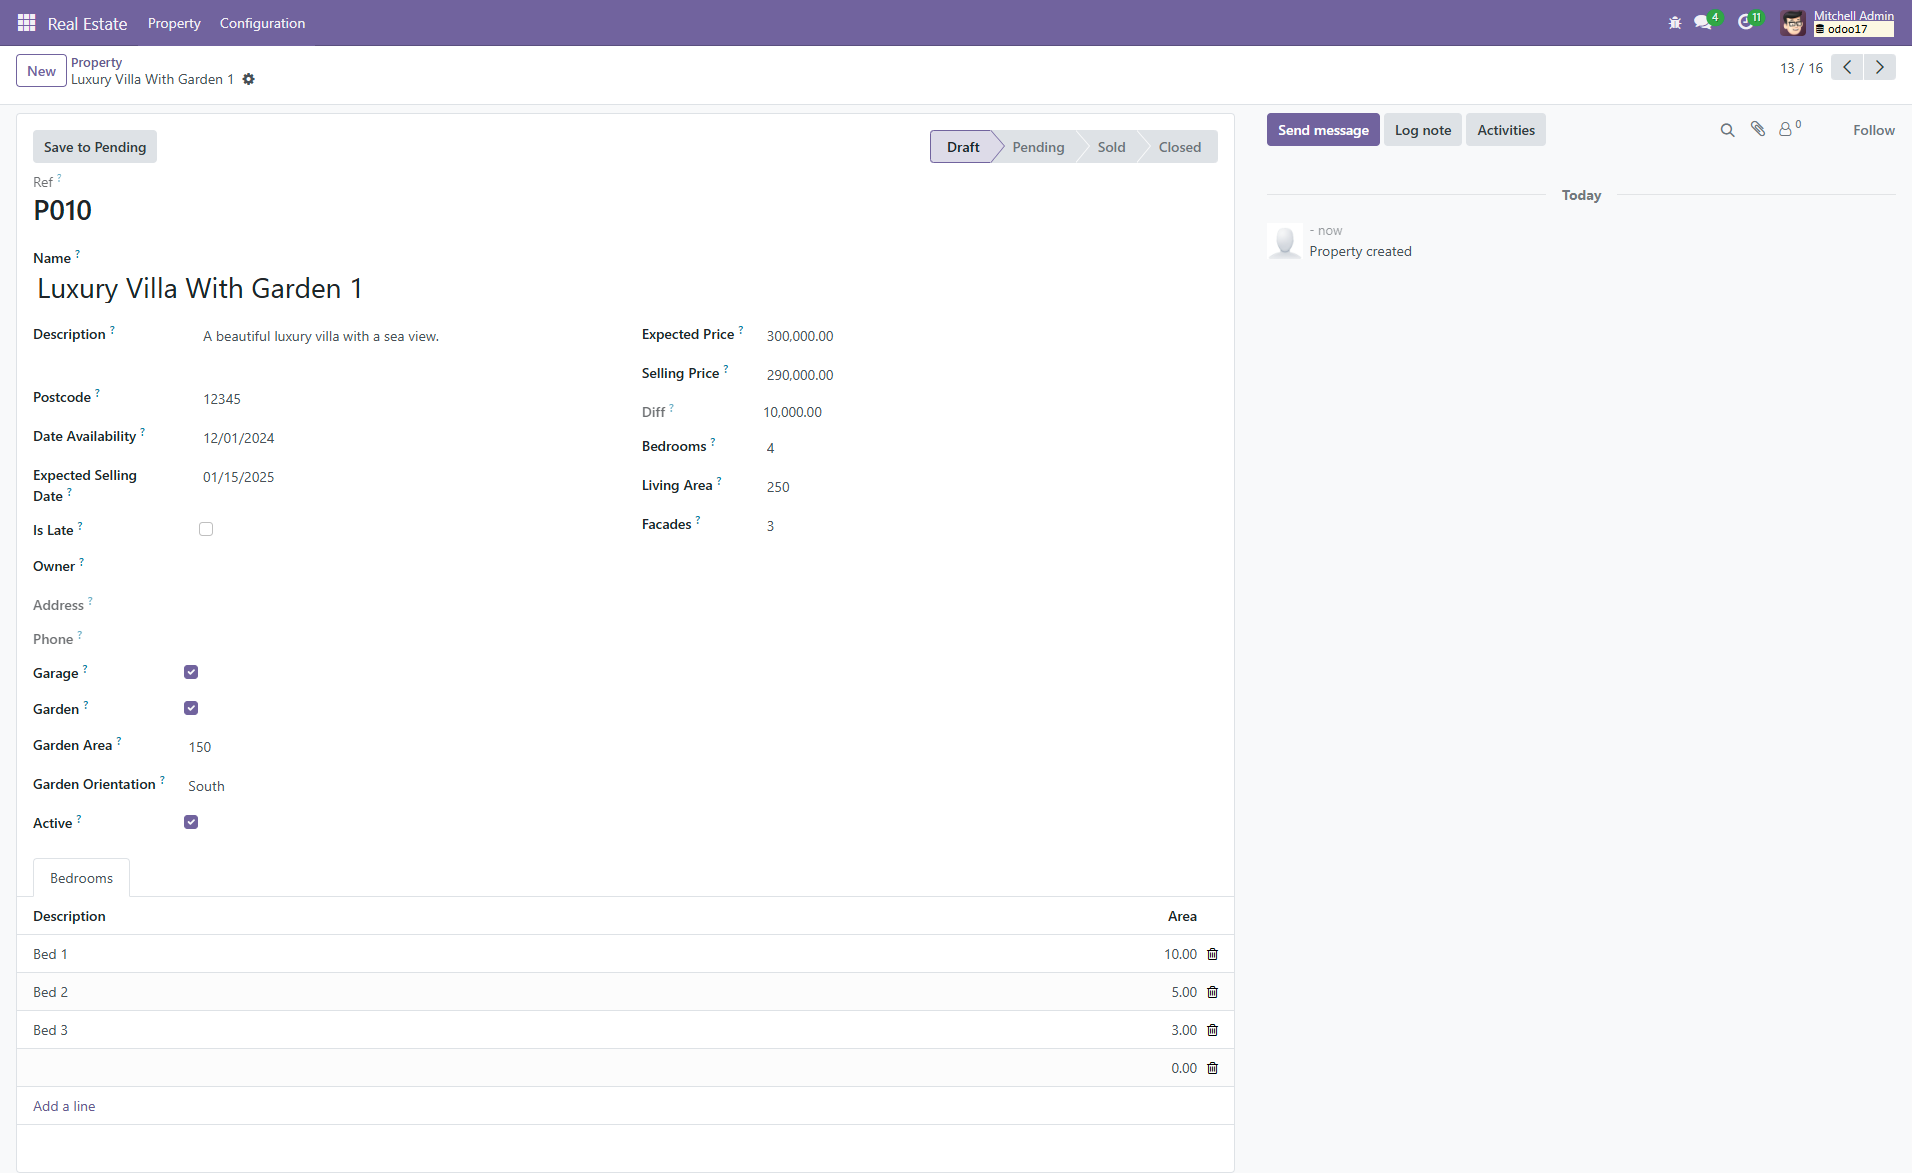 Real Estate Property Configuration 4 11 Mitchell Admin
odoo17
New Property
Luxury Villa With Garden 1
13 / 16
Save to Pending Draft Pending Sold Closed
Send message Log note Activities 0 Follow
Ref ?
P010
Today
- now
Property created
Name ?
Luxury Villa With Garden 1
Description ? A beautiful luxury villa with a sea view.
Postcode ? 12345
Date Availability ? 12/01/2024
Expected Selling
Date ? 01/15/2025
Is Late ?
Owner ?
Address ?
Phone ?
Garage ?
Garden ?
Garden Area ? 150
Garden Orientation ? South
Active ?
Expected Price ? 300,000.00
Selling Price ? 290,000.00
Diff ? 10,000.00
Bedrooms ? 4
Living Area ? 250
Facades ? 3
Bedrooms
Description Area
Bed 1 10.00
Bed 2 5.00
Bed 3 3.00
0.00
Add a line